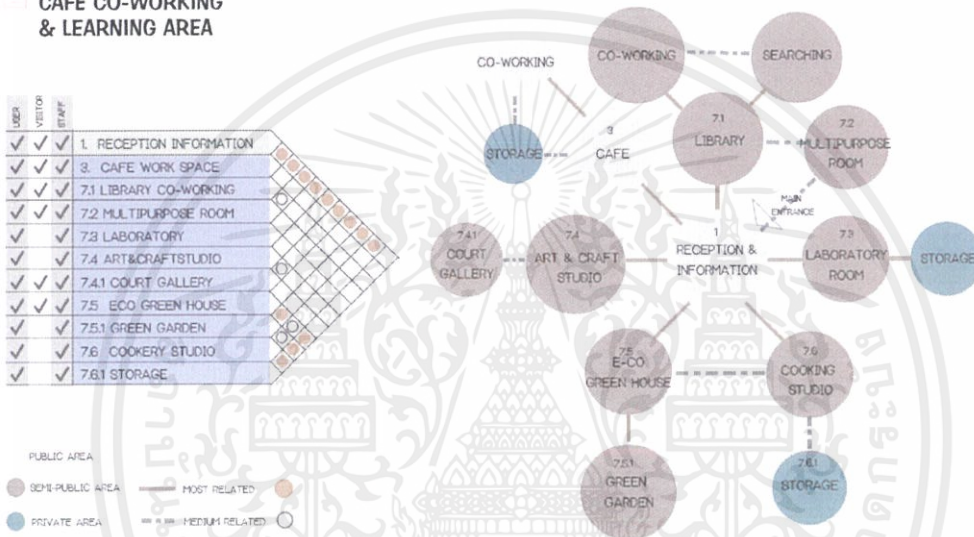 CAFE CO-WORKING
& LEARNING AREA
USER
VISITOR
STAFF
1. RECEPTION INFORMATION
3. CAFE WORK SPACE
7.1 LIBRARY CO-WORKING
7.2 MULTIPURPOSE ROOM
7.3 LABORATORY
7.4 ART&CRAFTSTUDIO
7.4.1 COURT GALLERY
7.5 ECO GREEN HOUSE
7.5.1 GREEN GARDEN
7.6 COOKERY STUDIO
7.6.1 STORAGE
PUBLIC AREA
SEMI-PUBLIC AREA
MOST RELATED
PRIVATE AREA
MEDIUM RELATED
CO-WORKING
CO-WORKING
SEARCHING
STORAGE
3
CAFE
7.1
LIBRARY
7.2
MULTIPURPOSE
ROOM
MAIN
ENTRANCE
7.4.1
COURT
GALLERY
7.4
ART & CRAFT
STUDIO
1
RECEPTION &
INFORMATION
7.3
LABORATORY
ROOM
STORAGE
7.5
E-CO
GREEN HOUSE
7.6
COOKING
STUDIO
7.5.1
GREEN
GARDEN
7.6.1
STORAGE